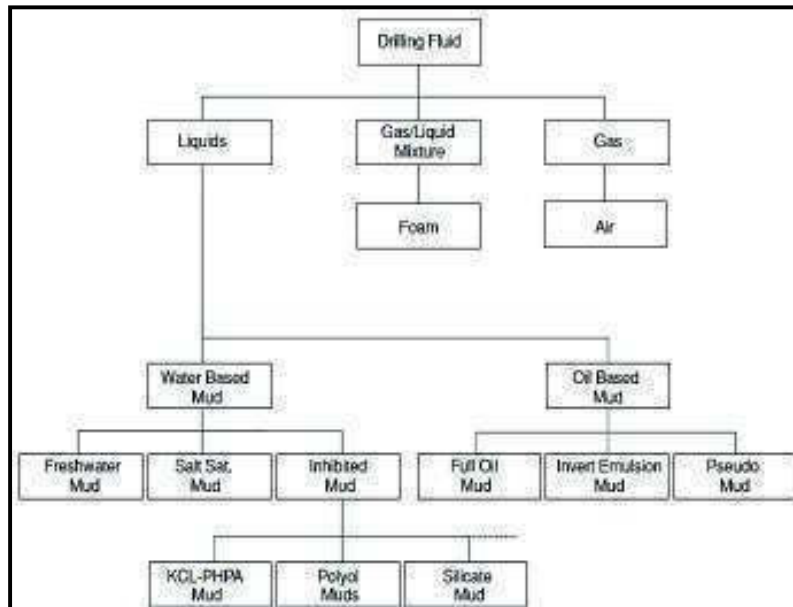 Drilling Fluid
Liquids
Gas/Liquid
Mixture
Gas
Foam
Air
Water Based
Mud
Oil Based
Mud
Freshwater
Mud
Salt Sat.
Mud
Inhibited
Mud
Full Oil
Mud
Invert Emulsion
Mud
Pseudo
Mud
KCL-PHPA
Mud
Polyol
Muds
Silicate
Mud